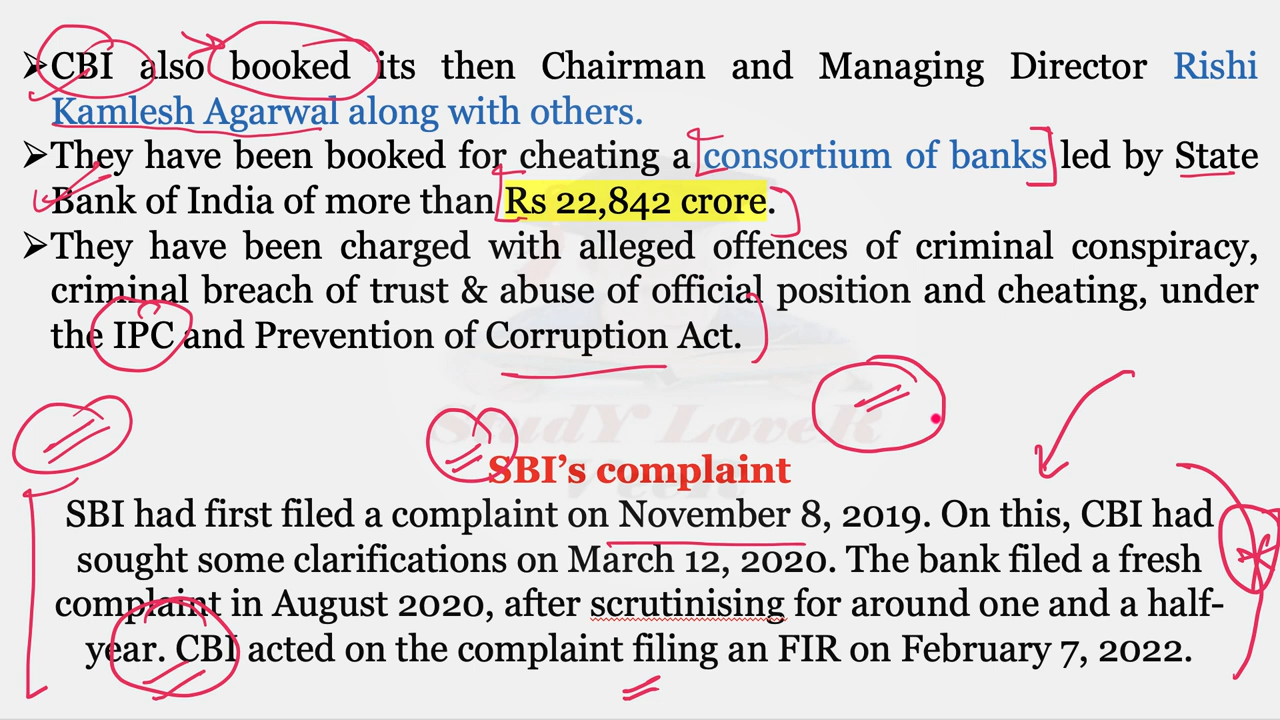 ➢CBI also booked its then Chairman and Managing Director Rishi
Kamlesh Agarwal along with others.
➢They have been booked for cheating a consortium of banks led by State
Bank of India of more than Rs 22,842 crore.
➢They have been charged with alleged offences of criminal conspiracy,
criminal breach of trust & abuse of official position and cheating, under
the IPC and Prevention of Corruption Act.
StudY LoveR
VeeR
SBI's complaint
SBI had first filed a complaint on November 8, 2019. On this, CBI had
sought some clarifications on March 12, 2020. The bank filed a fresh
complaint in August 2020, after scrutinising for around one and a half-
year. CBI acted on the complaint filing an FIR on February 7, 2022.